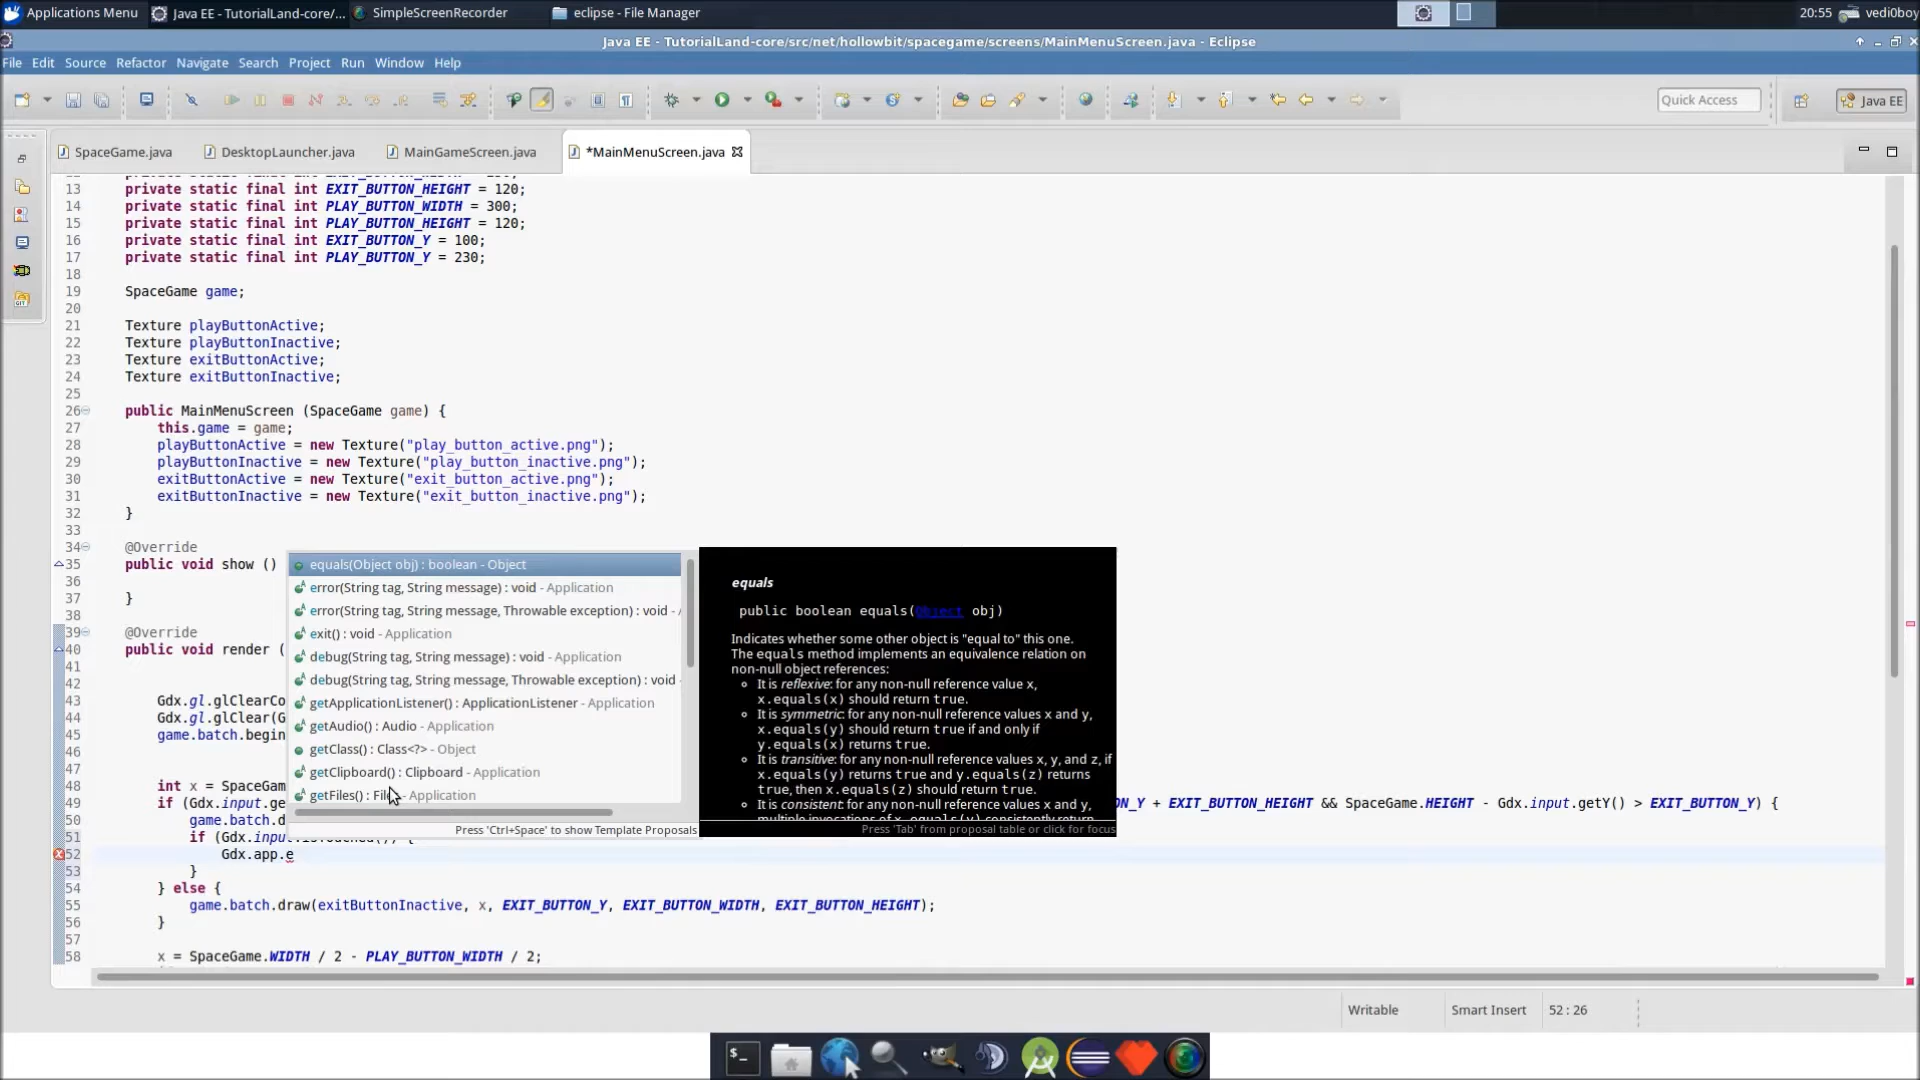 Applications Menu Java EE - TutorialLand-core/... SimpleScreenRecorder eclipse - File Manager 20:55 vedi0boy
Java EE - TutorialLand-core/src/net/hollowbit/spacegame/screens/MainMenuScreen.java - Eclipse
File Edit Source Refactor Navigate Search Project Run Window Help
Quick Access Java EE
SpaceGame.java DesktopLauncher.java MainGameScreen.java *MainMenuScreen.java
13 private static final int EXIT_BUTTON_HEIGHT = 120;
14 private static final int PLAY_BUTTON_WIDTH = 300;
15 private static final int PLAY_BUTTON_HEIGHT = 120;
16 private static final int EXIT_BUTTON_Y = 100;
17 private static final int PLAY_BUTTON_Y = 230;
18
19 SpaceGame game;
20
21 Texture playButtonActive;
22 Texture playButtonInactive;
23 Texture exitButtonActive;
24 Texture exitButtonInactive;
25
26 public MainMenuScreen (SpaceGame game) {
27 this.game = game;
28 playButtonActive = new Texture("play_button_active.png");
29 playButtonInactive = new Texture("play_button_inactive.png");
30 exitButtonActive = new Texture("exit_button_active.png");
31 exitButtonInactive = new Texture("exit_button_inactive.png");
32 }
33
34 @Override
35 public void show ()
36
37 }
38
39 @Override
40 public void render (
41
42
43 Gdx.gl.glClearCo
44 Gdx.gl.glClear(G
45 game.batch.begin
46
47
48 int x = SpaceGam
49 if (Gdx.input.ge ON_Y + EXIT_BUTTON_HEIGHT && SpaceGame.HEIGHT - Gdx.input.getY() > EXIT_BUTTON_Y) {
50 game.batch.d
51 if (Gdx.input.isTouched()) {
52 Gdx.app.e
53 }
54 } else {
55 game.batch.draw(exitButtonInactive, x, EXIT_BUTTON_Y, EXIT_BUTTON_WIDTH, EXIT_BUTTON_HEIGHT);
56 }
57
58 x = SpaceGame.WIDTH / 2 - PLAY_BUTTON_WIDTH / 2;
equals(Object obj) : boolean - Object
error(String tag, String message) : void - Application
error(String tag, String message, Throwable exception) : void - /
exit() : void - Application
debug(String tag, String message) : void - Application
debug(String tag, String message, Throwable exception) : void -
getApplicationListener() : ApplicationListener - Application
getAudio() : Audio - Application
getClass() : Class<?> - Object
getClipboard() : Clipboard - Application
getFiles() : Files - Application
Press 'Ctrl+Space' to show Template Proposals
equals
public boolean equals(Object obj)
Indicates whether some other object is "equal to" this one.
The equals method implements an equivalence relation on
non-null object references:
It is reflexive: for any non-null reference value x,
x.equals(x) should return true.
It is symmetric: for any non-null reference values x and y,
x.equals(y) should return true if and only if
y.equals(x) returns true.
It is transitive: for any non-null reference values x, y, and z, if
x.equals(y) returns true and y.equals(z) returns
true, then x.equals(z) should return true.
It is consistent: for any non-null reference values x and y,
multiple invocations of x.equals(y) consistently return
Press 'Tab' from proposal table or click for focus
Writable Smart Insert 52 : 26